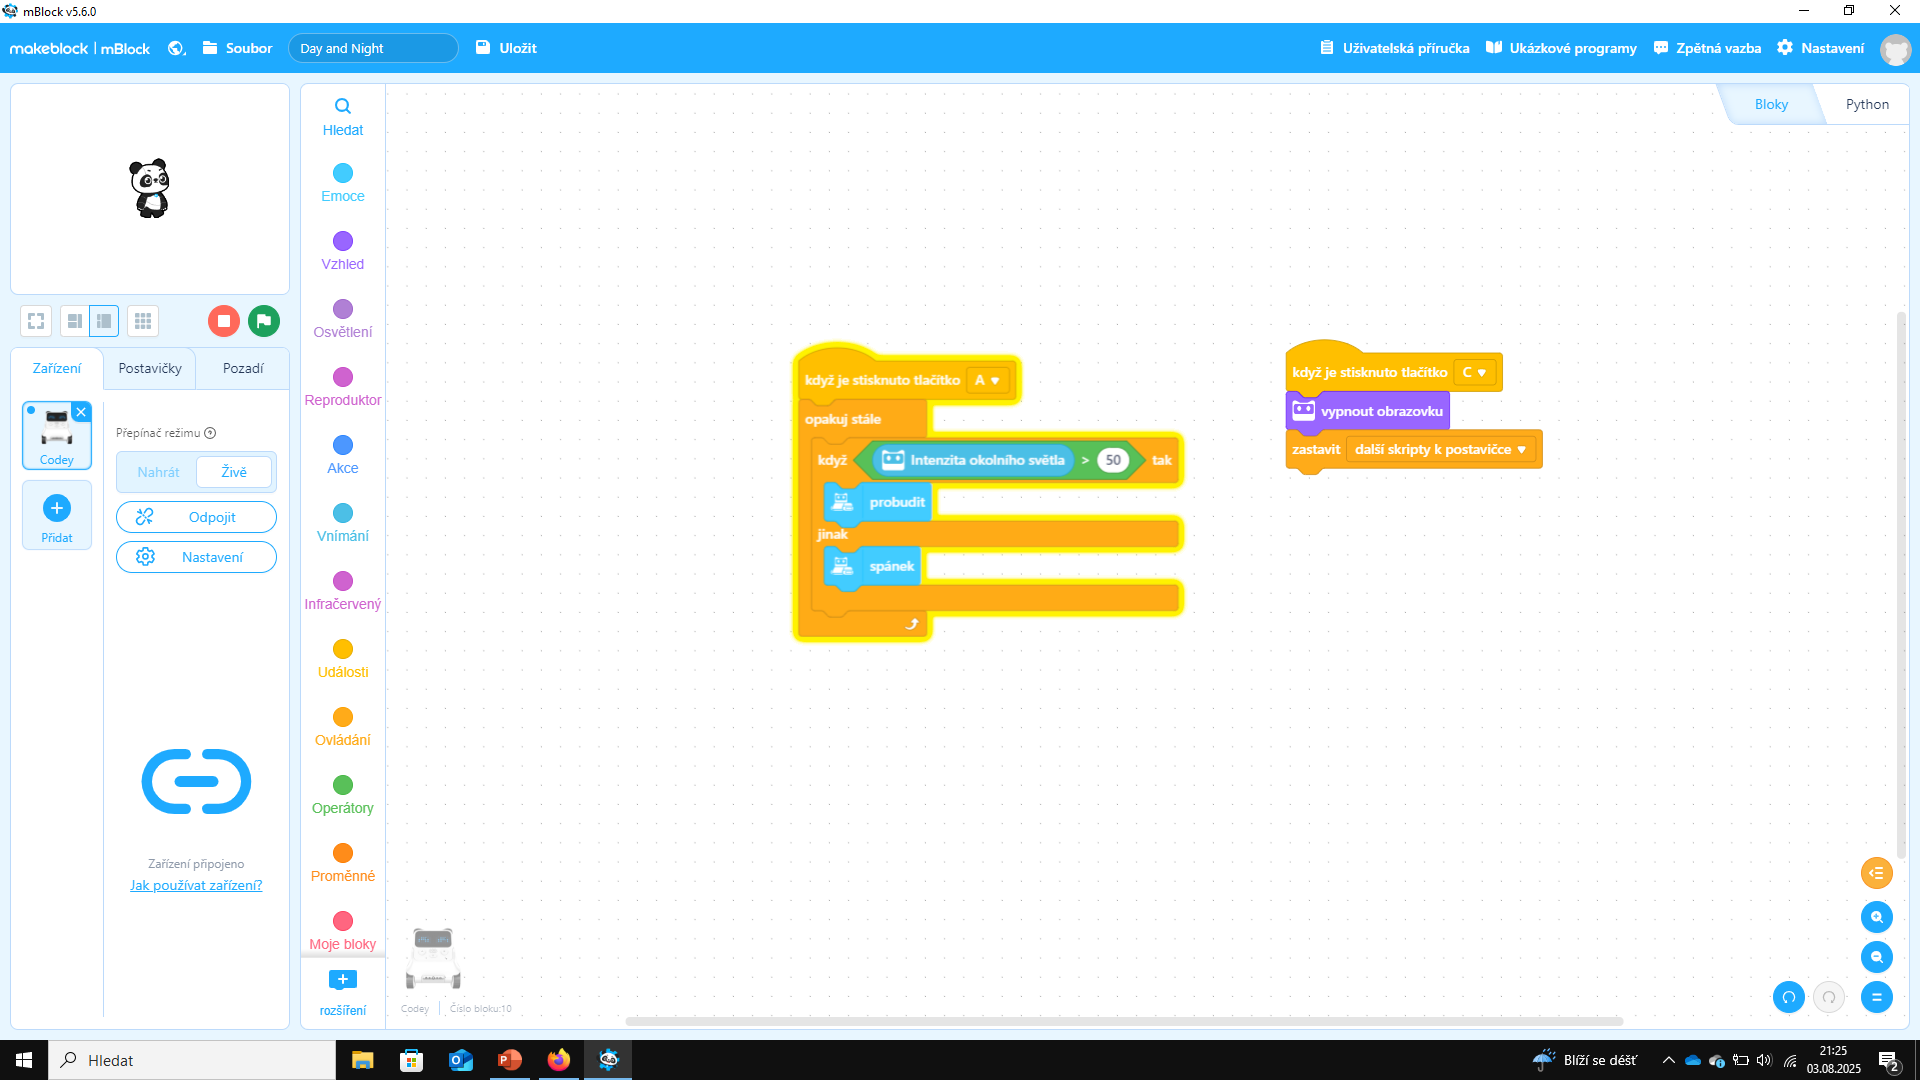 mBlock v5.6.0
makeblock | mBlock
Soubor
Day and Night
Uložit
Uživatelská příručka
Ukázkové programy
Zpětná vazba
Nastavení
Bloky
Python
Hledat
Emoce
Vzhled
Osvětlení
Reproduktor
Akce
Vnímání
Infračervený
Události
Ovládání
Operátory
Proměnné
Moje bloky
rozšíření
Zařízení
Postavičky
Pozadí
Codey
Přidat
Přepínač režimu
Nahrát
Živě
Odpojit
Nastavení
Zařízení připojeno
Jak používat zařízení?
když je stisknuto tlačítko A
opakuj stále
když Intenzita okolního světla > 50 tak
probudit
jinak
spánek
když je stisknuto tlačítko C
vypnout obrazovku
zastavit další skripty k postavičce
Codey
Číslo bloku:10
Hledat
Blíží se déšť
21:25
03.08.2025
2